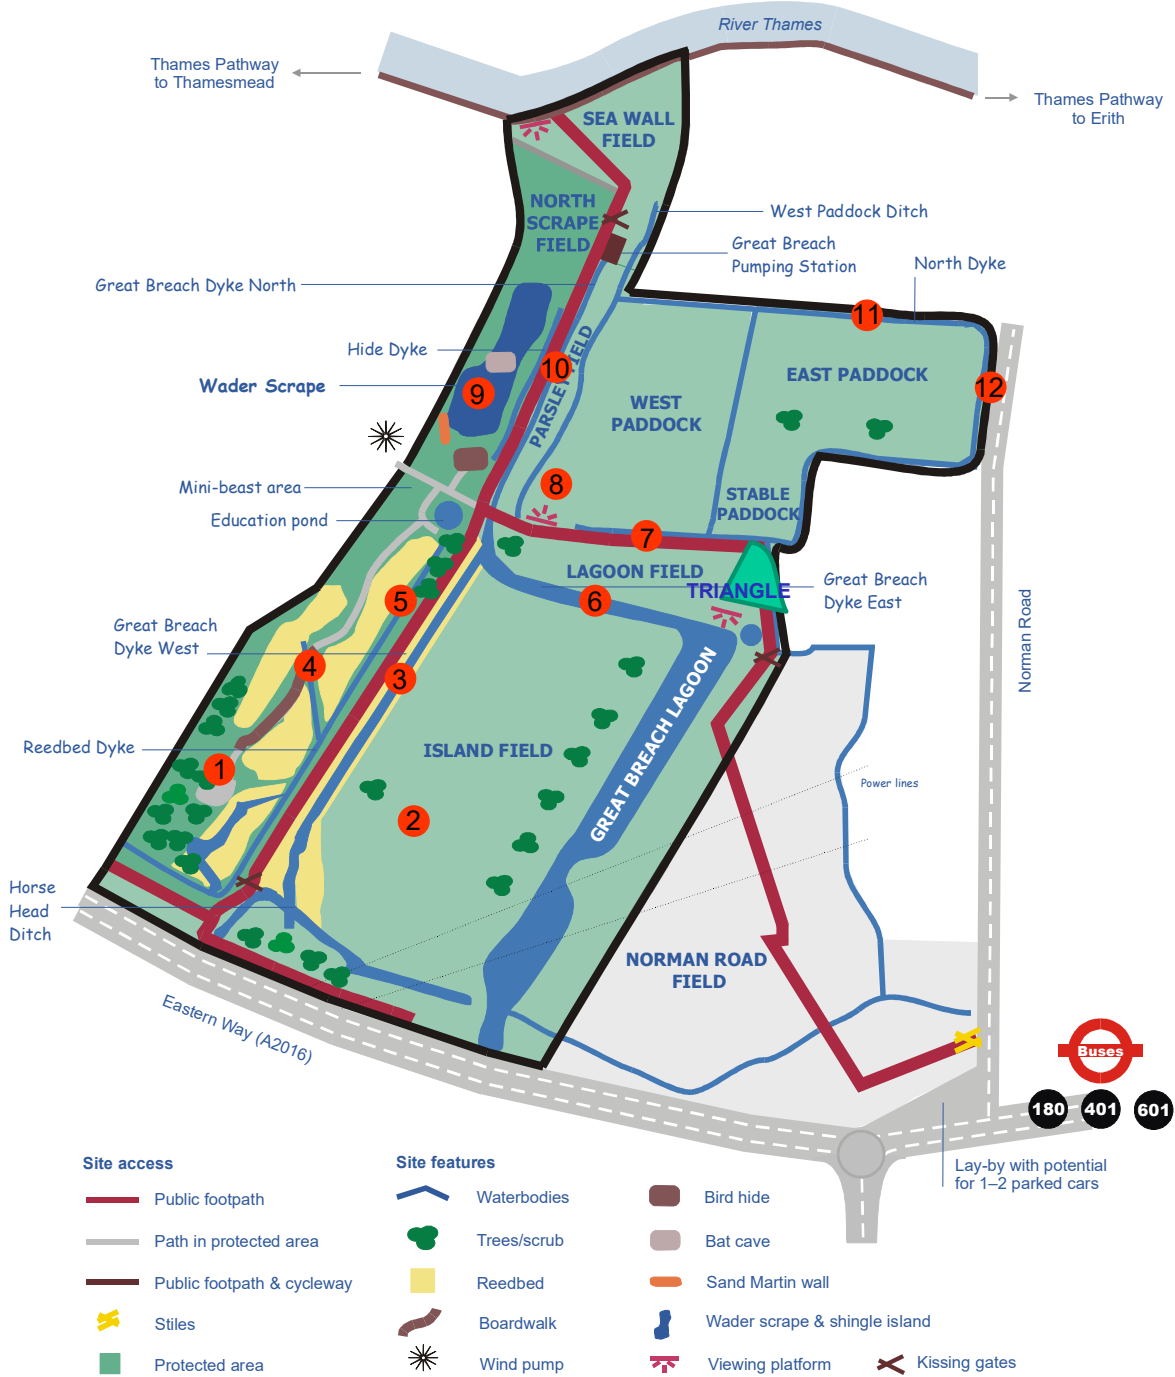 River Thames
Thames Pathway
to Thamesmead
Thames Pathway
to Erith
SEA WALL
FIELD
NORTH
SCRAPE
FIELD
West Paddock Ditch
Great Breach
Pumping Station
North Dyke
Great Breach Dyke North
11
Hide Dyke
10
PARSLEY FIELD
EAST PADDOCK
12
Wader Scrape
9
WEST
PADDOCK
Mini-beast area
8
STABLE
PADDOCK
Education pond
7
LAGOON FIELD
TRIANGLE
Great Breach
Dyke East
5
6
Great Breach
Dyke West
4
3
Norman Road
GREAT BREACH LAGOON
Reedbed Dyke
ISLAND FIELD
1
Power lines
2
Horse
Head
Ditch
NORMAN ROAD
FIELD
Eastern Way (A2016)
Buses
180
401
601
Lay-by with potential
for 1–2 parked cars
Site access
Public footpath
Path in protected area
Public footpath & cycleway
Stiles
Protected area
Site features
Waterbodies
Trees/scrub
Reedbed
Boardwalk
Wind pump
Bird hide
Bat cave
Sand Martin wall
Wader scrape & shingle island
Viewing platform
Kissing gates